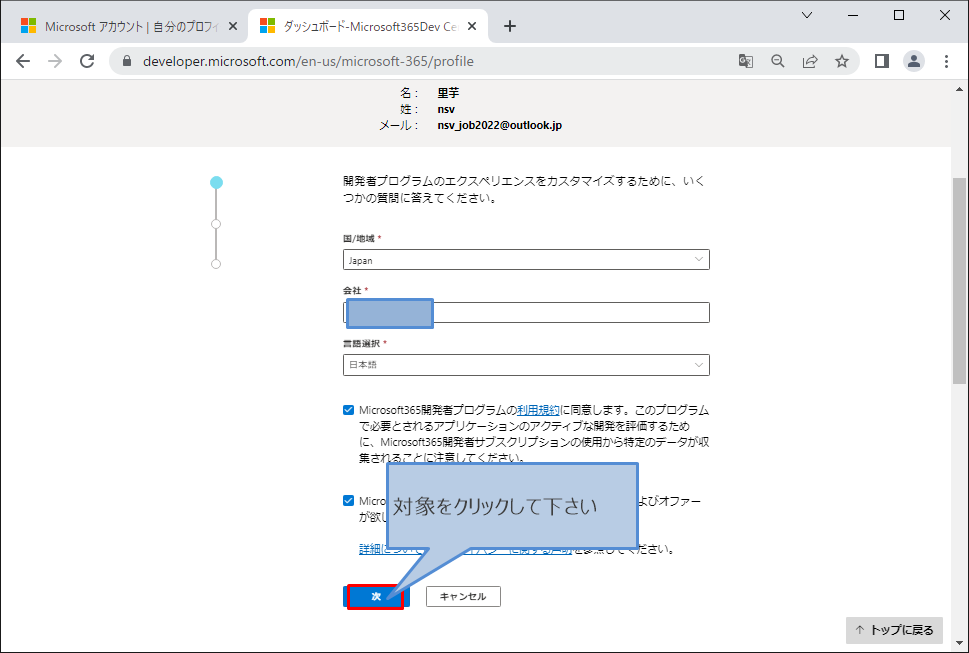 Microsoft アカウント | 自分のプロフィ
ダッシュボード-Microsoft365Dev Ce
developer.microsoft.com/en-us/microsoft-365/profile
名： 里芋
姓： nsv
メール： nsv_job2022@outlook.jp
開発者プログラムのエクスペリエンスをカスタマイズするために、いく
つかの質問に答えてください。
国/地域 *
Japan
会社 *
言語選択 *
日本語
Microsoft365開発者プログラムの利用規約に同意します。このプログラム
で必要とされるアプリケーションのアクティブな開発を評価するため
に、Microsoft365開発者サブスクリプションの使用から特定のデータが収
集されることに注意してください。
Micro よびオファー
が欲し
対象をクリックして下さい
詳細につい に関する声明を参照してください。
次 キャンセル
↑ トップに戻る